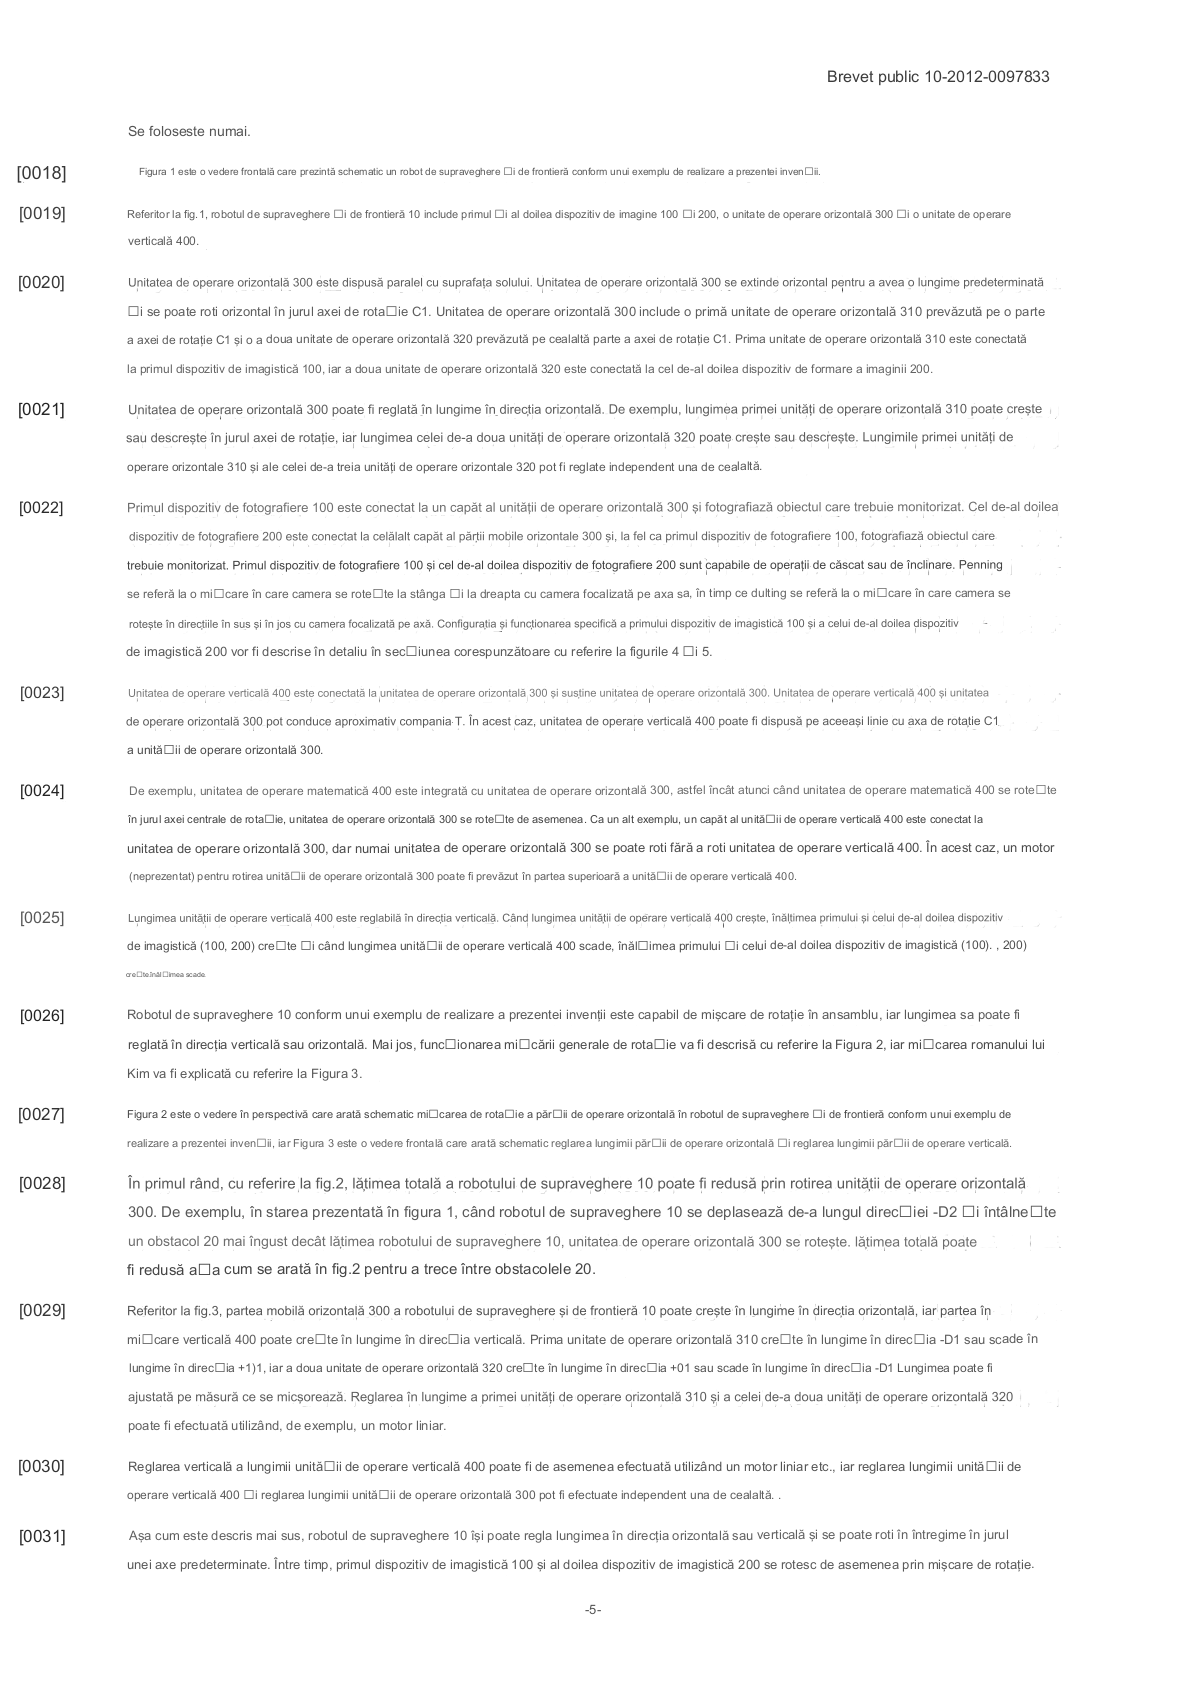 Brevet public 10-2012-0097833
Se foloseste numai.
[0018] Figura 1 este o vedere frontală care prezintă schematic un robot de supraveghere □i de frontieră conform unui exemplu de realizare a prezentei inven□ii.
[0019] Referitor la fig.1, robotul de supraveghere □i de frontieră 10 include primul □i al doilea dispozitiv de imagine 100 □i 200, o unitate de operare orizontală 300 □i o unitate de operare
verticală 400.
[0020] Unitatea de operare orizontală 300 este dispusă paralel cu suprafața solului. Unitatea de operare orizontală 300 se extinde orizontal pentru a avea o lungime predeterminată
□i se poate roti orizontal în jurul axei de rota□ie C1. Unitatea de operare orizontală 300 include o primă unitate de operare orizontală 310 prevăzută pe o parte
a axei de rotație C1 și o a doua unitate de operare orizontală 320 prevăzută pe cealaltă parte a axei de rotație C1. Prima unitate de operare orizontală 310 este conectată
la primul dispozitiv de imagistică 100, iar a doua unitate de operare orizontală 320 este conectată la cel de-al doilea dispozitiv de formare a imaginii 200.
[0021] Unitatea de operare orizontală 300 poate fi reglată în lungime în direcția orizontală. De exemplu, lungimea primei unități de operare orizontală 310 poate crește
sau descrește în jurul axei de rotație, iar lungimea celei de-a doua unități de operare orizontală 320 poate crește sau descrește. Lungimile primei unități de
operare orizontale 310 și ale celei de-a treia unități de operare orizontale 320 pot fi reglate independent una de cealaltă.
[0022] Primul dispozitiv de fotografiere 100 este conectat la un capăt al unității de operare orizontală 300 și fotografiază obiectul care trebuie monitorizat. Cel de-al doilea
dispozitiv de fotografiere 200 este conectat la celălalt capăt al părții mobile orizontale 300 și, la fel ca primul dispozitiv de fotografiere 100, fotografiază obiectul care
trebuie monitorizat. Primul dispozitiv de fotografiere 100 și cel de-al doilea dispozitiv de fotografiere 200 sunt capabile de operații de căscat sau de înclinare. Penning
se referă la o mi□care în care camera se rote□te la stânga □i la dreapta cu camera focalizată pe axa sa, în timp ce dulting se referă la o mi□care în care camera se
rotește în direcțiile în sus și în jos cu camera focalizată pe axă. Configurația și funcționarea specifică a primului dispozitiv de imagistică 100 și a celui de-al doilea dispozitiv
de imagistică 200 vor fi descrise în detaliu în sec□iunea corespunzătoare cu referire la figurile 4 □i 5.
[0023] Unitatea de operare verticală 400 este conectată la unitatea de operare orizontală 300 și susține unitatea de operare orizontală 300. Unitatea de operare verticală 400 și unitatea
de operare orizontală 300 pot conduce aproximativ compania T. În acest caz, unitatea de operare verticală 400 poate fi dispusă pe aceeași linie cu axa de rotație C1
a unită□ii de operare orizontală 300.
[0024] De exemplu, unitatea de operare matematică 400 este integrată cu unitatea de operare orizontală 300, astfel încât atunci când unitatea de operare matematică 400 se rote□te
în jurul axei centrale de rota□ie, unitatea de operare orizontală 300 se rote□te de asemenea. Ca un alt exemplu, un capăt al unită□ii de operare verticală 400 este conectat la
unitatea de operare orizontală 300, dar numai unitatea de operare orizontală 300 se poate roti fără a roti unitatea de operare verticală 400. În acest caz, un motor
(neprezentat) pentru rotirea unită□ii de operare orizontală 300 poate fi prevăzut în partea superioară a unită□ii de operare verticală 400.
[0025] Lungimea unității de operare verticală 400 este reglabilă în direcția verticală. Când lungimea unității de operare verticală 400 crește, înălțimea primului și celui de-al doilea dispozitiv
de imagistică (100, 200) cre□te □i când lungimea unită□ii de operare verticală 400 scade, înăl□imea primului □i celui de-al doilea dispozitiv de imagistică (100). , 200)
cre□te.înăl□imea scade.
[0026] Robotul de supraveghere 10 conform unui exemplu de realizare a prezentei invenții este capabil de mișcare de rotație în ansamblu, iar lungimea sa poate fi
reglată în direcția verticală sau orizontală. Mai jos, func□ionarea mi□cării generale de rota□ie va fi descrisă cu referire la Figura 2, iar mi□carea romanului lui
Kim va fi explicată cu referire la Figura 3.
[0027] Figura 2 este o vedere în perspectivă care arată schematic mi□carea de rota□ie a păr□ii de operare orizontală în robotul de supraveghere □i de frontieră conform unui exemplu de
realizare a prezentei inven□ii, iar Figura 3 este o vedere frontală care arată schematic reglarea lungimii păr□ii de operare orizontală □i reglarea lungimii păr□ii de operare verticală.
[0028] În primul rând, cu referire la fig.2, lățimea totală a robotului de supraveghere 10 poate fi redusă prin rotirea unității de operare orizontală
300. De exemplu, în starea prezentată în figura 1, când robotul de supraveghere 10 se deplasează de-a lungul direc□iei -D2 □i întâlne□te
un obstacol 20 mai îngust decât lățimea robotului de supraveghere 10, unitatea de operare orizontală 300 se rotește. lățimea totală poate
fi redusă a□a cum se arată în fig.2 pentru a trece între obstacolele 20.
[0029] Referitor la fig.3, partea mobilă orizontală 300 a robotului de supraveghere și de frontieră 10 poate crește în lungime în direcția orizontală, iar partea în
mi□care verticală 400 poate cre□te în lungime în direc□ia verticală. Prima unitate de operare orizontală 310 cre□te în lungime în direc□ia -D1 sau scade în
lungime în direc□ia +1)1, iar a doua unitate de operare orizontală 320 cre□te în lungime în direc□ia +01 sau scade în lungime în direc□ia -D1 Lungimea poate fi
ajustată pe măsură ce se micșorează. Reglarea în lungime a primei unități de operare orizontală 310 și a celei de-a doua unități de operare orizontală 320
poate fi efectuată utilizând, de exemplu, un motor liniar.
[0030] Reglarea verticală a lungimii unită□ii de operare verticală 400 poate fi de asemenea efectuată utilizând un motor liniar etc., iar reglarea lungimii unită□ii de
operare verticală 400 □i reglarea lungimii unită□ii de operare orizontală 300 pot fi efectuate independent una de cealaltă. .
[0031] Așa cum este descris mai sus, robotul de supraveghere 10 își poate regla lungimea în direcția orizontală sau verticală și se poate roti în întregime în jurul
unei axe predeterminate. Între timp, primul dispozitiv de imagistică 100 și al doilea dispozitiv de imagistică 200 se rotesc de asemenea prin mișcare de rotație.
-5-